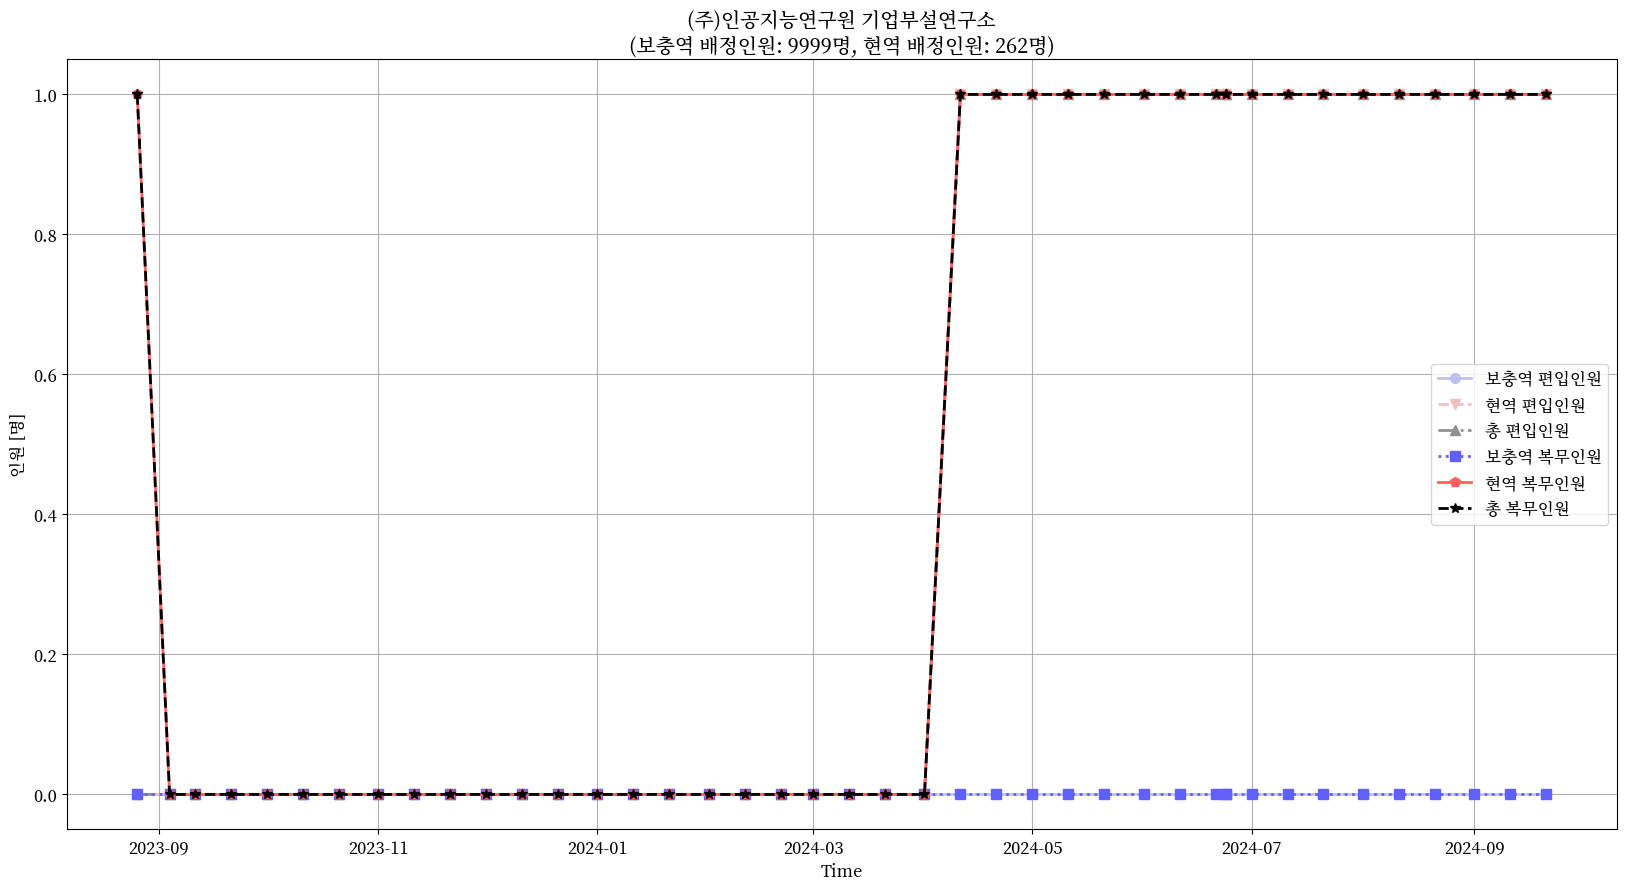 (주)인공지능연구원 기업부설연구소
(보충역 배정인원: 9999명, 현역 배정인원: 262명)
1.0
0.8
0.6
0.4
0.2
0.0
인원 [명]
보충역 편입인원
현역 편입인원
총 편입인원
보충역 복무인원
현역 복무인원
총 복무인원
2023-09
2023-11
2024-01
2024-03
2024-05
2024-07
2024-09
Time